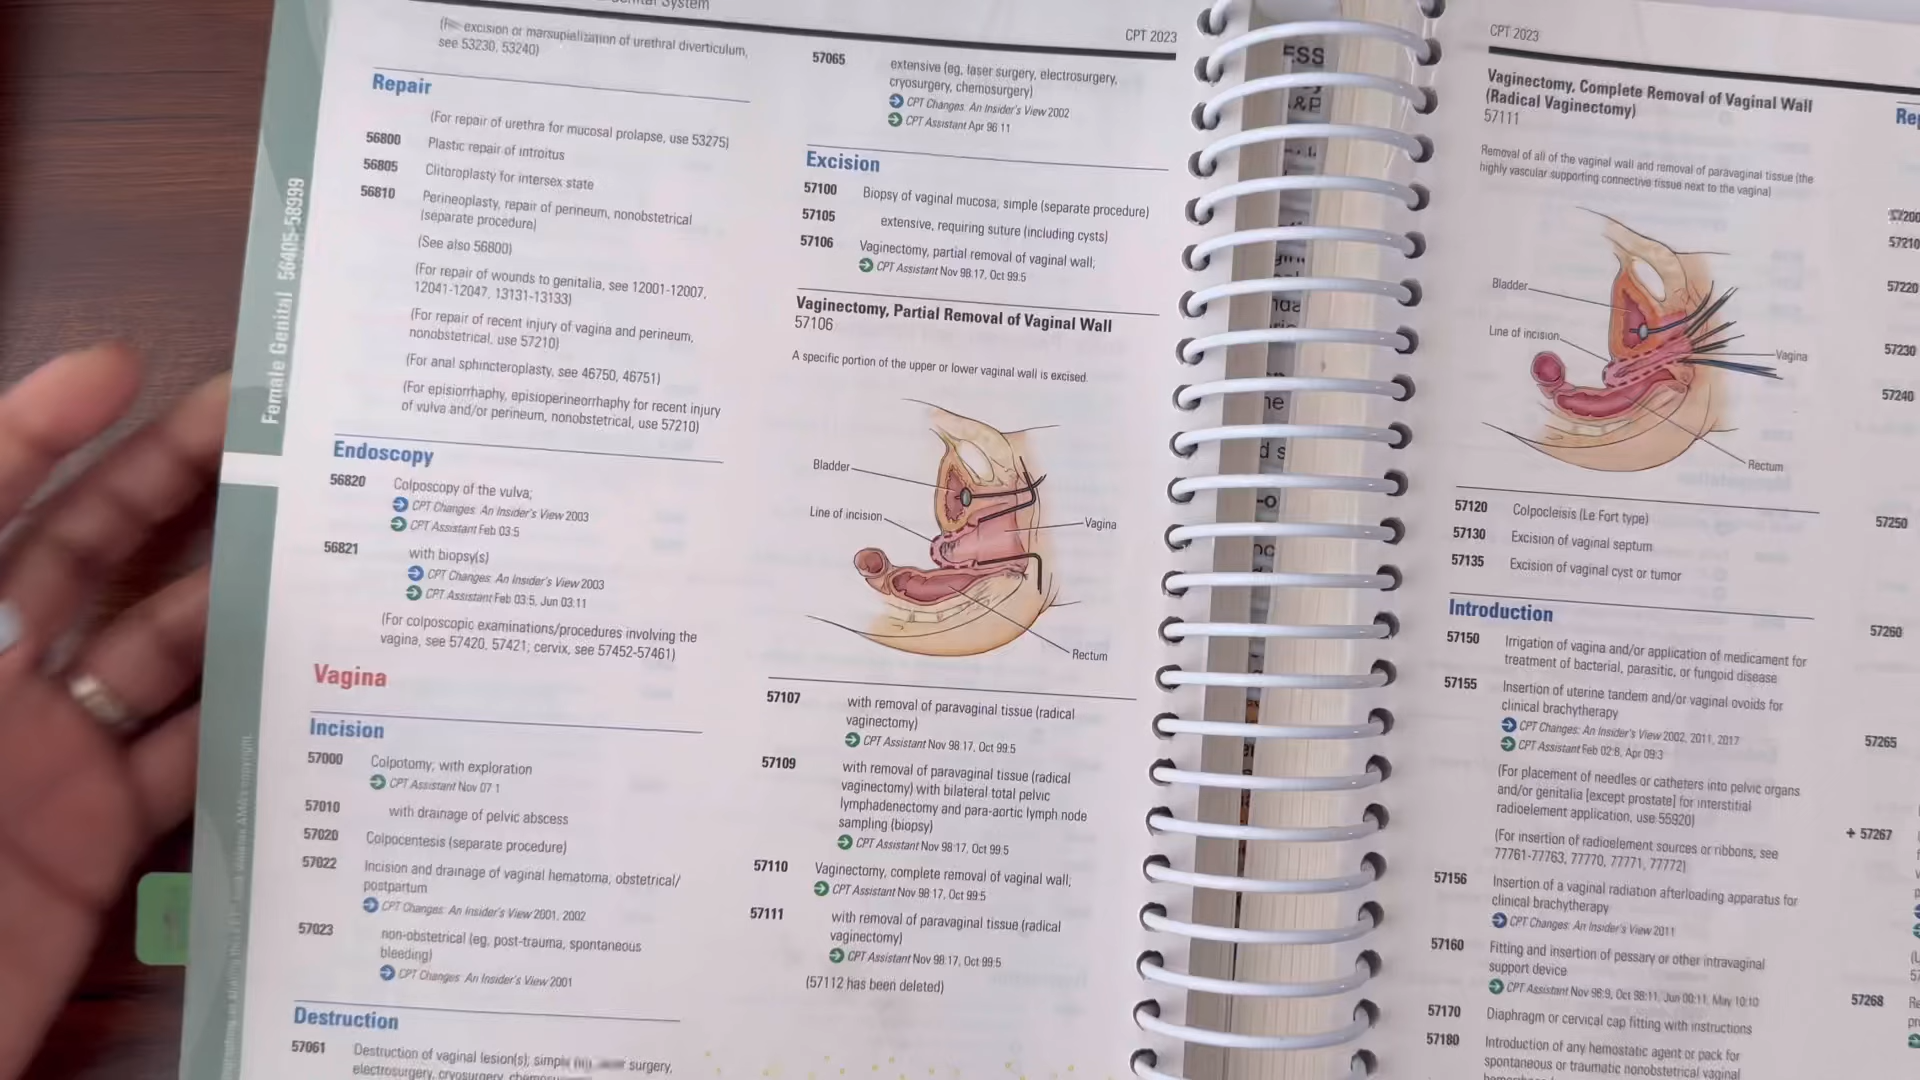 CPT 2023
(For excision or marsupialization of urethral diverticulum,
see 53230, 53240)
Repair
(For repair of urethra for mucosal prolapse, use 53275)
56800 Plastic repair of introitus
56805 Clitoroplasty for intersex state
56810 Perineoplasty, repair of perineum, nonobstetrical
(separate procedure)
(See also 56800)
(For repair of wounds to genitalia, see 12001-12007,
12041-12047, 13131-13133)
(For repair of recent injury of vagina and perineum,
nonobstetrical, use 57210)
(For anal sphincteroplasty, see 46750, 46751)
(For episiorrhaphy, episioperineorrhaphy for recent injury
of vulva and/or perineum, nonobstetrical, use 57210)
Endoscopy
56820 Colposcopy of the vulva;
CPT Changes: An Insider's View 2003
CPT Assistant Feb 03:5
56821 with biopsy(s)
CPT Changes: An Insider's View 2003
CPT Assistant Feb 03:5, Jun 03:11
(For colposcopic examinations/procedures involving the
vagina, see 57420, 57421; cervix, see 57452-57461)
Vagina
Incision
57000 Colpotomy; with exploration
CPT Assistant Nov 07:1
57010 with drainage of pelvic abscess
57020 Colpocentesis (separate procedure)
57022 Incision and drainage of vaginal hematoma; obstetrical/
postpartum
CPT Changes: An Insider's View 2001, 2002
57023 non-obstetrical (eg, post-trauma, spontaneous
bleeding)
CPT Changes: An Insider's View 2001
Destruction
57061 Destruction of vaginal lesion(s); simple surgery,
electrosurgery, cryosurgery,
Female Genital 56405-58999
57065 extensive (eg, laser surgery, electrosurgery,
cryosurgery, chemosurgery)
CPT Changes: An Insider's View 2002
CPT Assistant Apr 96:11
Excision
57100 Biopsy of vaginal mucosa; simple (separate procedure)
57105 extensive, requiring suture (including cysts)
57106 Vaginectomy, partial removal of vaginal wall;
CPT Assistant Nov 98:17, Oct 99:5
Vaginectomy, Partial Removal of Vaginal Wall
57106
A specific portion of the upper or lower vaginal wall is excised.
Bladder
Line of incision
Vagina
Rectum
57107 with removal of paravaginal tissue (radical
vaginectomy)
CPT Assistant Nov 98:17, Oct 99:5
57109 with removal of paravaginal tissue (radical
vaginectomy) with bilateral total pelvic
lymphadenectomy and para-aortic lymph node
sampling (biopsy)
CPT Assistant Nov 98:17, Oct 99:5
57110 Vaginectomy, complete removal of vaginal wall;
CPT Assistant Nov 98:17, Oct 99:5
57111 with removal of paravaginal tissue (radical
vaginectomy)
CPT Assistant Nov 98:17, Oct 99:5
(57112 has been deleted)
CPT 2023
Vaginectomy, Complete Removal of Vaginal Wall
(Radical Vaginectomy)
57111
Removal of all of the vaginal wall and removal of paravaginal tissue (the
highly vascular supporting connective tissue next to the vagina)
Bladder
Line of incision
Vagina
Rectum
57120 Colpocleisis (Le Fort type)
57130 Excision of vaginal septum
57135 Excision of vaginal cyst or tumor
Introduction
57150 Irrigation of vagina and/or application of medicament for
treatment of bacterial, parasitic, or fungoid disease
57155 Insertion of uterine tandem and/or vaginal ovoids for
clinical brachytherapy
CPT Changes: An Insider's View 2002, 2011, 2017
CPT Assistant Feb 02:8, Apr 09:3
(For placement of needles or catheters into pelvic organs
and/or genitalia [except prostate] for interstitial
radioelement application, use 55920)
(For insertion of radioelement sources or ribbons, see
77761-77763, 77770, 77771, 77772)
57156 Insertion of a vaginal radiation afterloading apparatus for
clinical brachytherapy
CPT Changes: An Insider's View 2011
57160 Fitting and insertion of pessary or other intravaginal
support device
CPT Assistant Nov 96:9, Oct 98:11, Jun 00:11, May 10:10
57170 Diaphragm or cervical cap fitting with instructions
57180 Introduction of any hemostatic agent or pack for
spontaneous or traumatic nonobstetrical vaginal
57210
57220
57230
57240
57250
57260
57265
+ 57267
57268